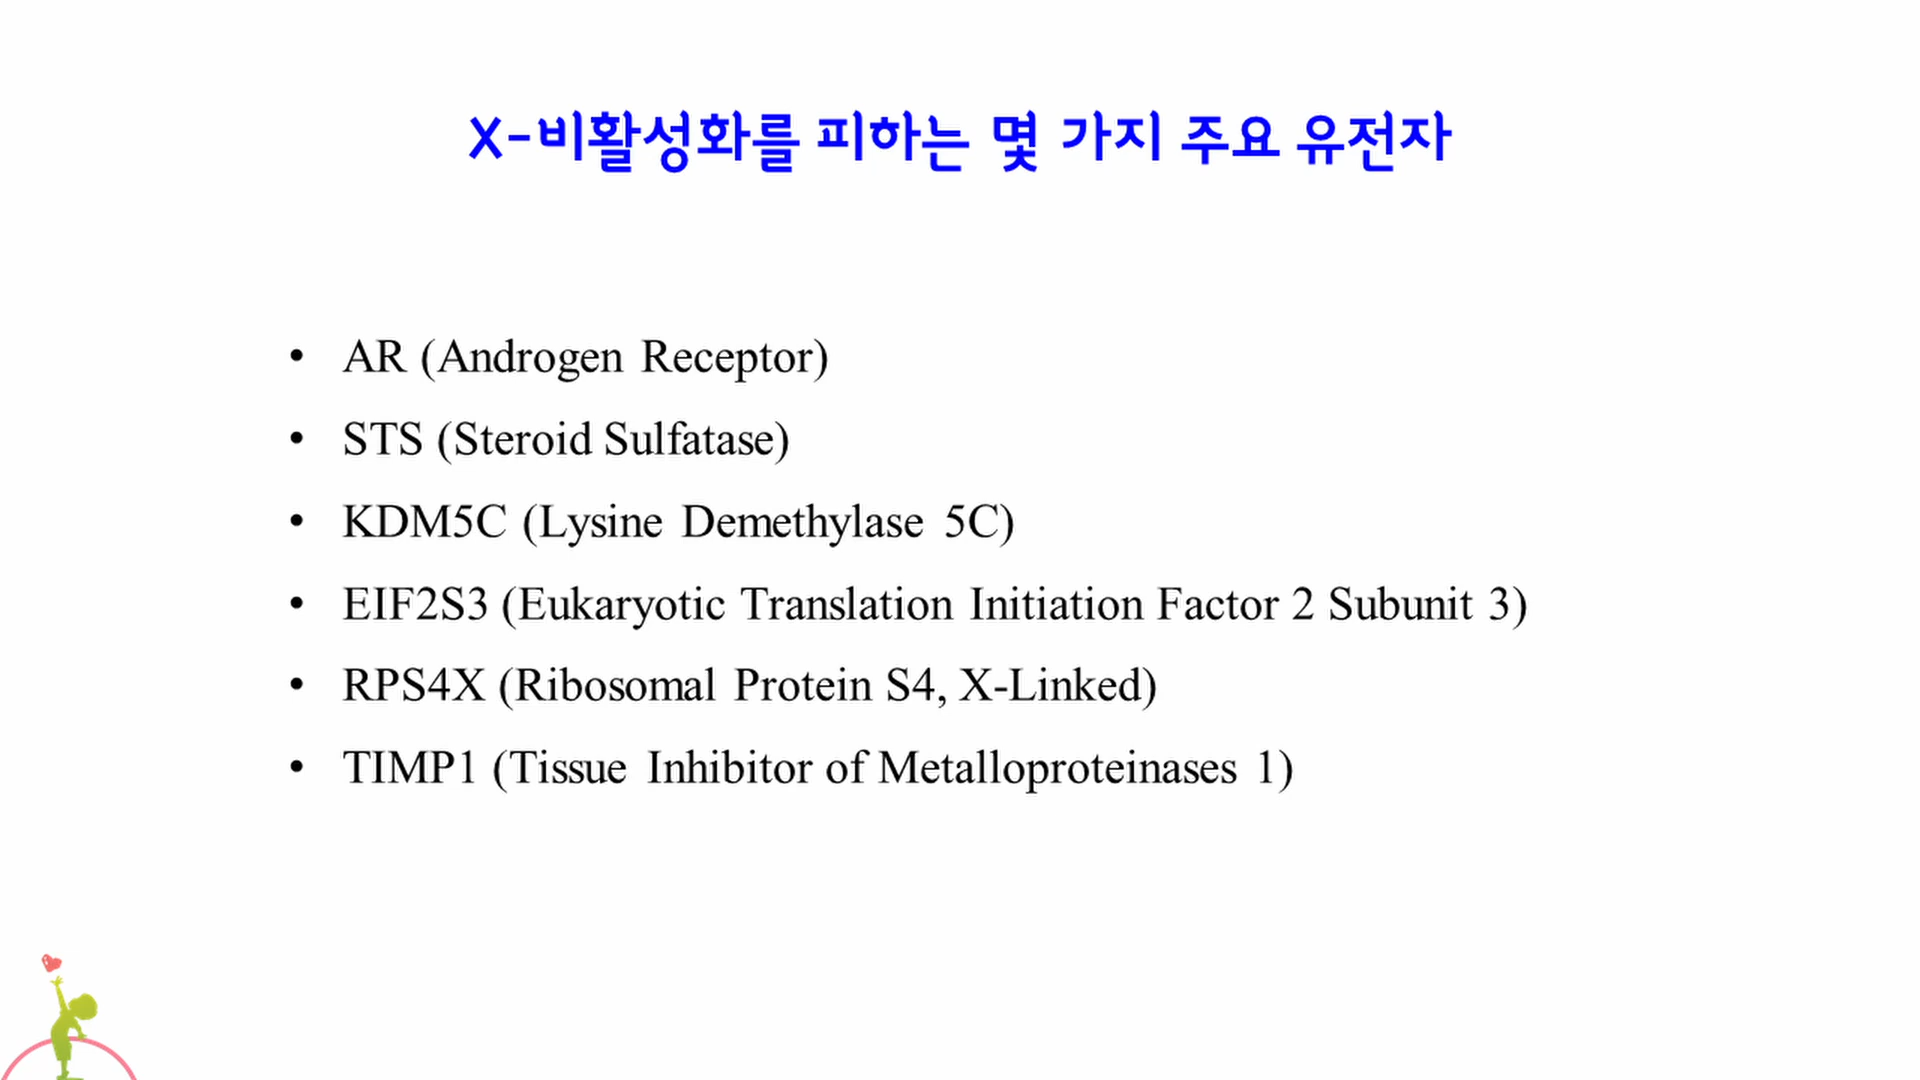 X-비활성화를 피하는 몇 가지 주요 유전자
• AR (Androgen Receptor)
• STS (Steroid Sulfatase)
• KDM5C (Lysine Demethylase 5C)
• EIF2S3 (Eukaryotic Translation Initiation Factor 2 Subunit 3)
• RPS4X (Ribosomal Protein S4, X-Linked)
• TIMP1 (Tissue Inhibitor of Metalloproteinases 1)